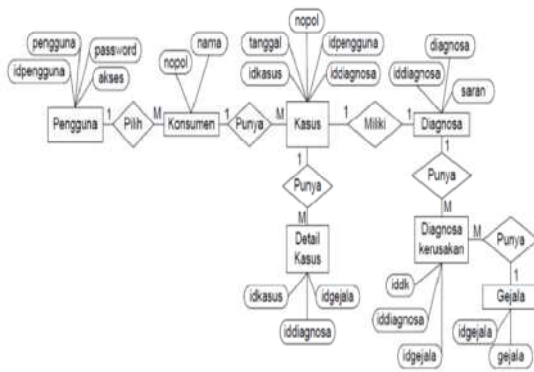 nopol
pengguna
password
nama
tanggal
idpengguna
diagnosa
idpengguna
akses
nopol
idkasus
iddiagnosa
iddiagnosa
saran
Pengguna
1
Pilih
M
Konsumen
1
Punya
M
Kasus
1
Miliki
1
Diagnosa
1
1
Punya
Punya
M
M
Detail
Kasus
Diagnosa
kerusakan
M
Punya
1
idkasus
idgejala
iddk
Gejala
iddiagnosa
iddiagnosa
idgejala
idgejala
gejala